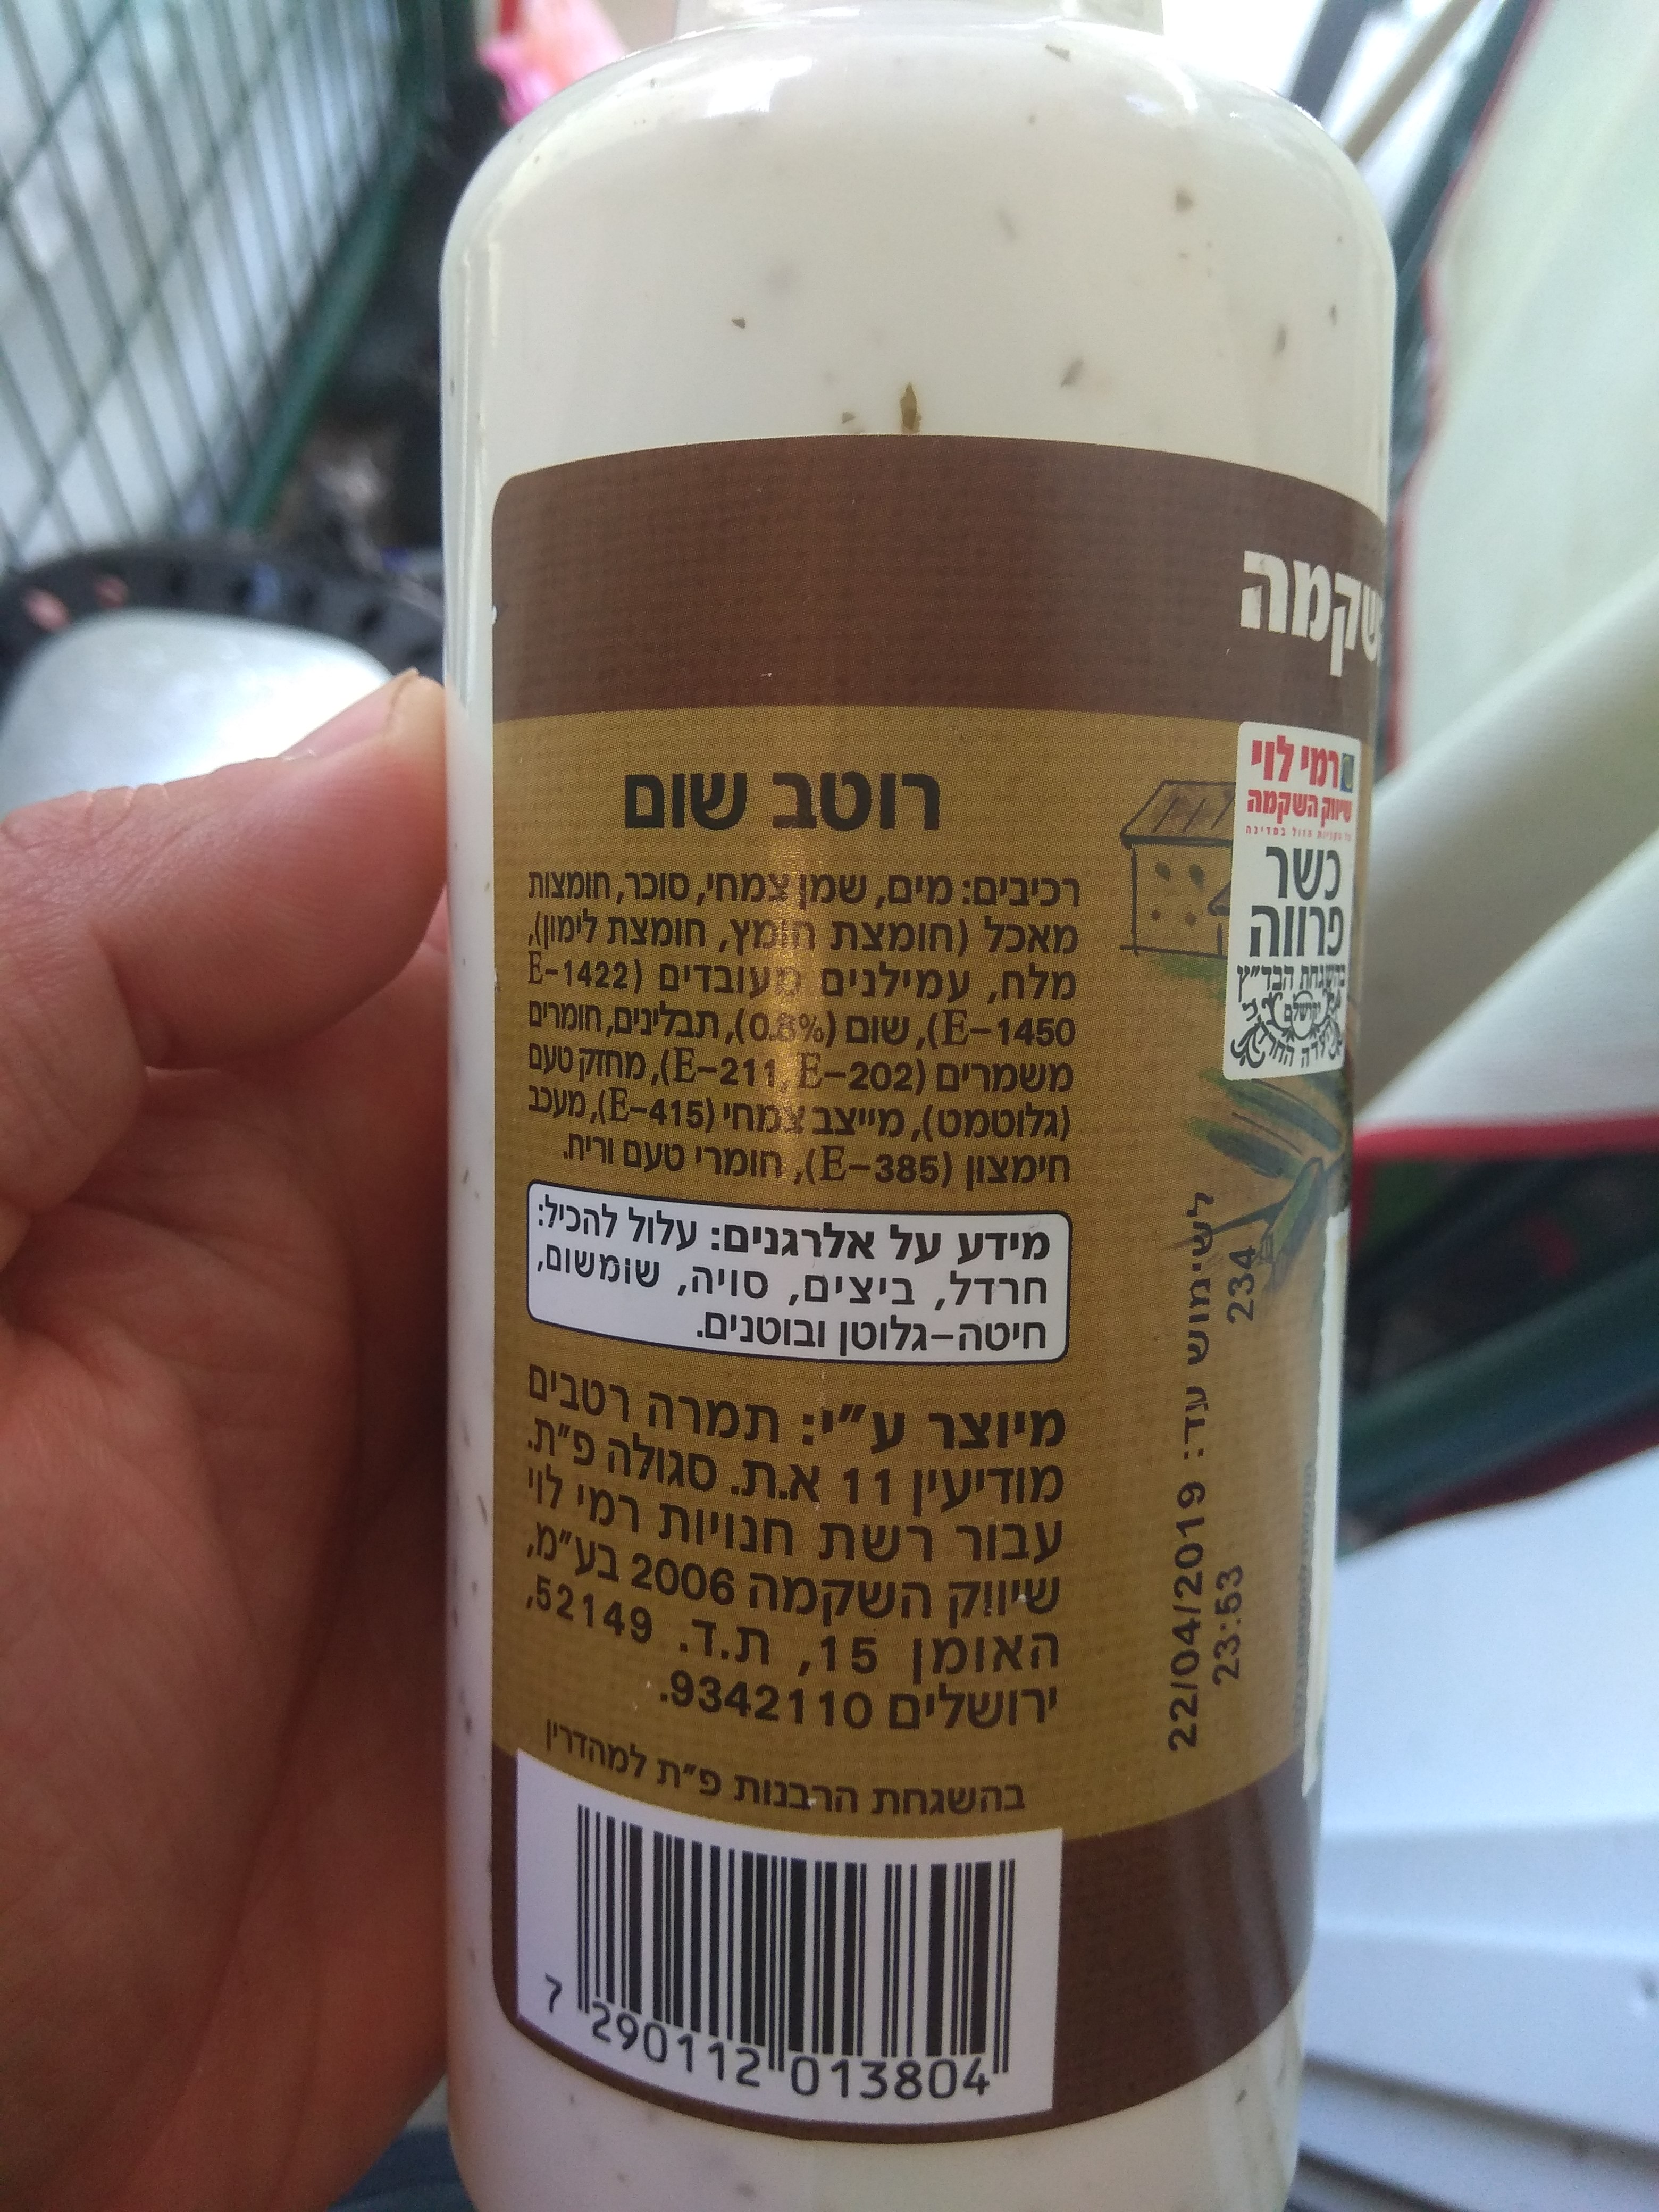 השקמה
רמי לוי
שיווק השקמה
כשר
פרווה
בהשגחת הבד״ץ
רוטב שום
רכיבים: מים, שמן צמחי, סוכר, חומצות
מאכל (חומצת חומץ, חומצת לימון),
מלח, עמילנים מעובדים (E-1422
E-1450), שום (0.8%), תבלינים, חומרים
משמרים (E-211, E-202), מחזק טעם
(גלוטמט), מייצב צמחי (E-415), מעכב
חימצון (E-385), חומרי טעם וריח.
מידע על אלרגנים: עלול להכיל:
חרדל, ביצים, סויה, שומשום,
חיטה-גלוטן ובוטנים.
מיוצר ע״י: תמרה רטבים
מודיעין 11 א.ת. סגולה פ״ת.
עבור רשת חנויות רמי לוי
שיווק השקמה 2006 בע״מ,
האומן 15, ת.ד. 52149,
ירושלים 9342110.
בהשגחת הרבנות פ״ת למהדרין
7 290112 013804
לשימוש עד: 22/04/2019
234 23:53